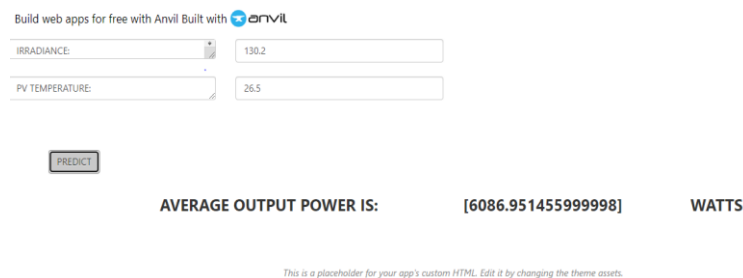 Build web apps for free with Anvil Built with anvil
IRRADIANCE: 130.2
PV TEMPERATURE: 26.5
PREDICT
AVERAGE OUTPUT POWER IS: [6086.951455999998] WATTS
This is a placeholder for your app's custom HTML. Edit it by changing the theme assets.